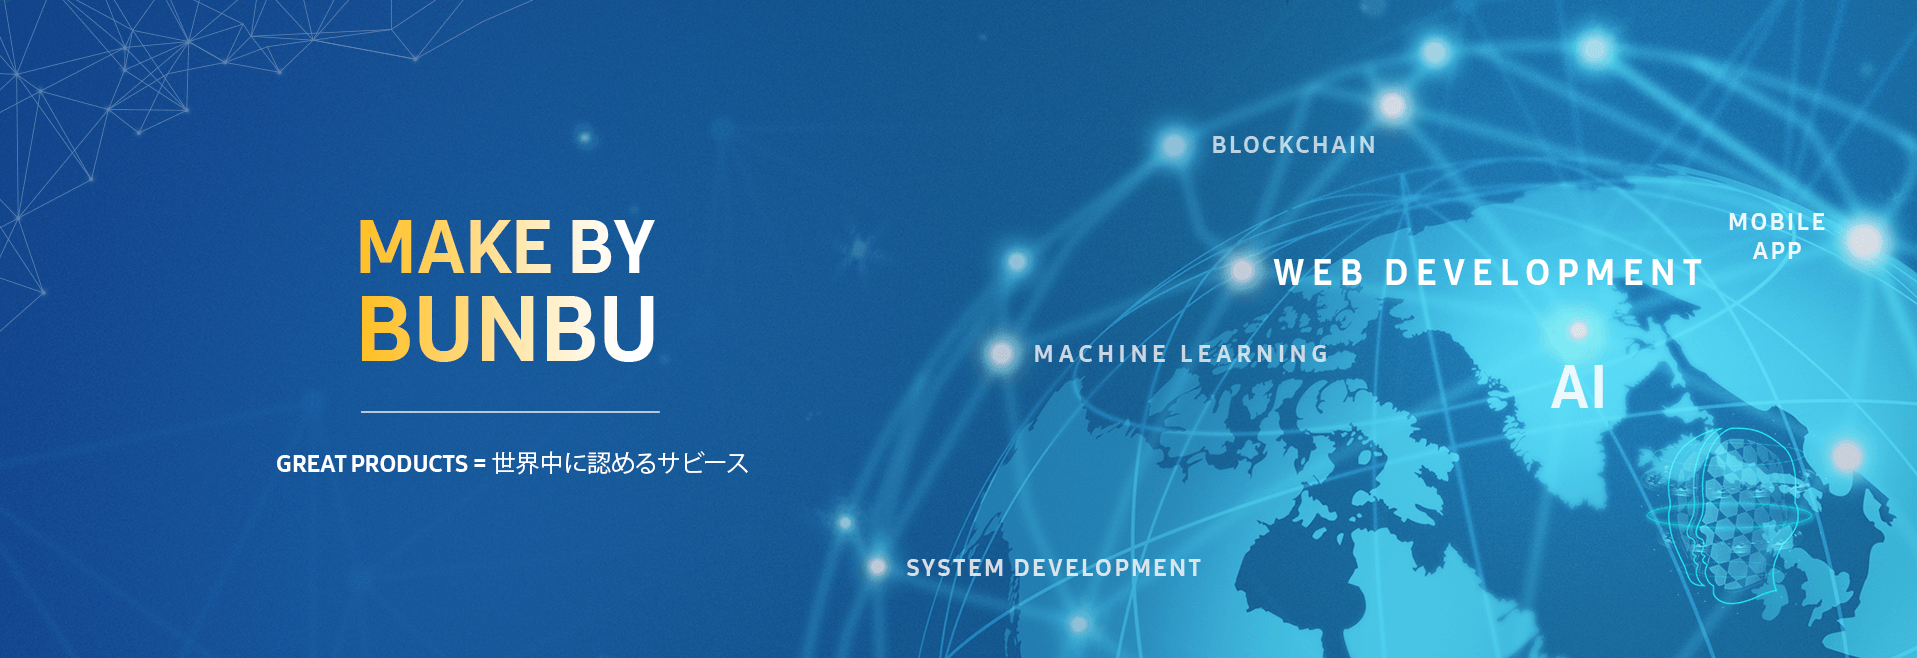 MAKE BY
BUNBU
GREAT PRODUCTS = 世界中に認めるサビース
BLOCKCHAIN
MOBILE
APP
WEB DEVELOPMENT
MACHINE LEARNING
AI
SYSTEM DEVELOPMENT